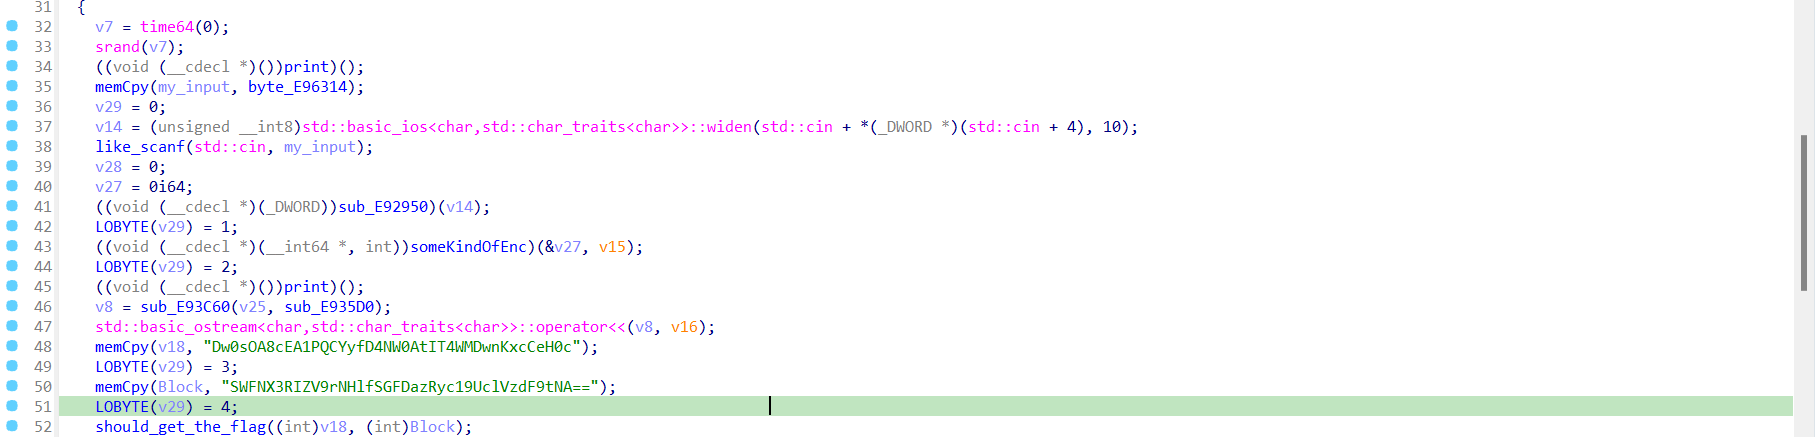 31 {
32 v7 = time64(0);
33 srand(v7);
34 ((void (__cdecl *)())print)();
35 memCpy(my_input, byte_E96314);
36 v29 = 0;
37 v14 = (unsigned __int8)std::basic_ios<char,std::char_traits<char>>::widen(std::cin + *(_DWORD *)(std::cin + 4), 10);
38 like_scanf(std::cin, my_input);
39 v28 = 0;
40 v27 = 0i64;
41 ((void (__cdecl *)(_DWORD))sub_E92950)(v14);
42 LOBYTE(v29) = 1;
43 ((void (__cdecl *)(__int64 *, int))someKindOfEnc)(&v27, v15);
44 LOBYTE(v29) = 2;
45 ((void (__cdecl *)())print)();
46 v8 = sub_E93C60(v25, sub_E935D0);
47 std::basic_ostream<char,std::char_traits<char>>::operator<<(v8, v16);
48 memCpy(v18, "Dw0sOA8cEA1PQCYyfD4NW0AtIT4WMDwnKxcCeH0c");
49 LOBYTE(v29) = 3;
50 memCpy(Block, "SWFNX3RIZV9rNHlfSGFDazRyc19UclVzdF9tNA==");
51 LOBYTE(v29) = 4;
52 should_get_the_flag((int)v18, (int)Block);